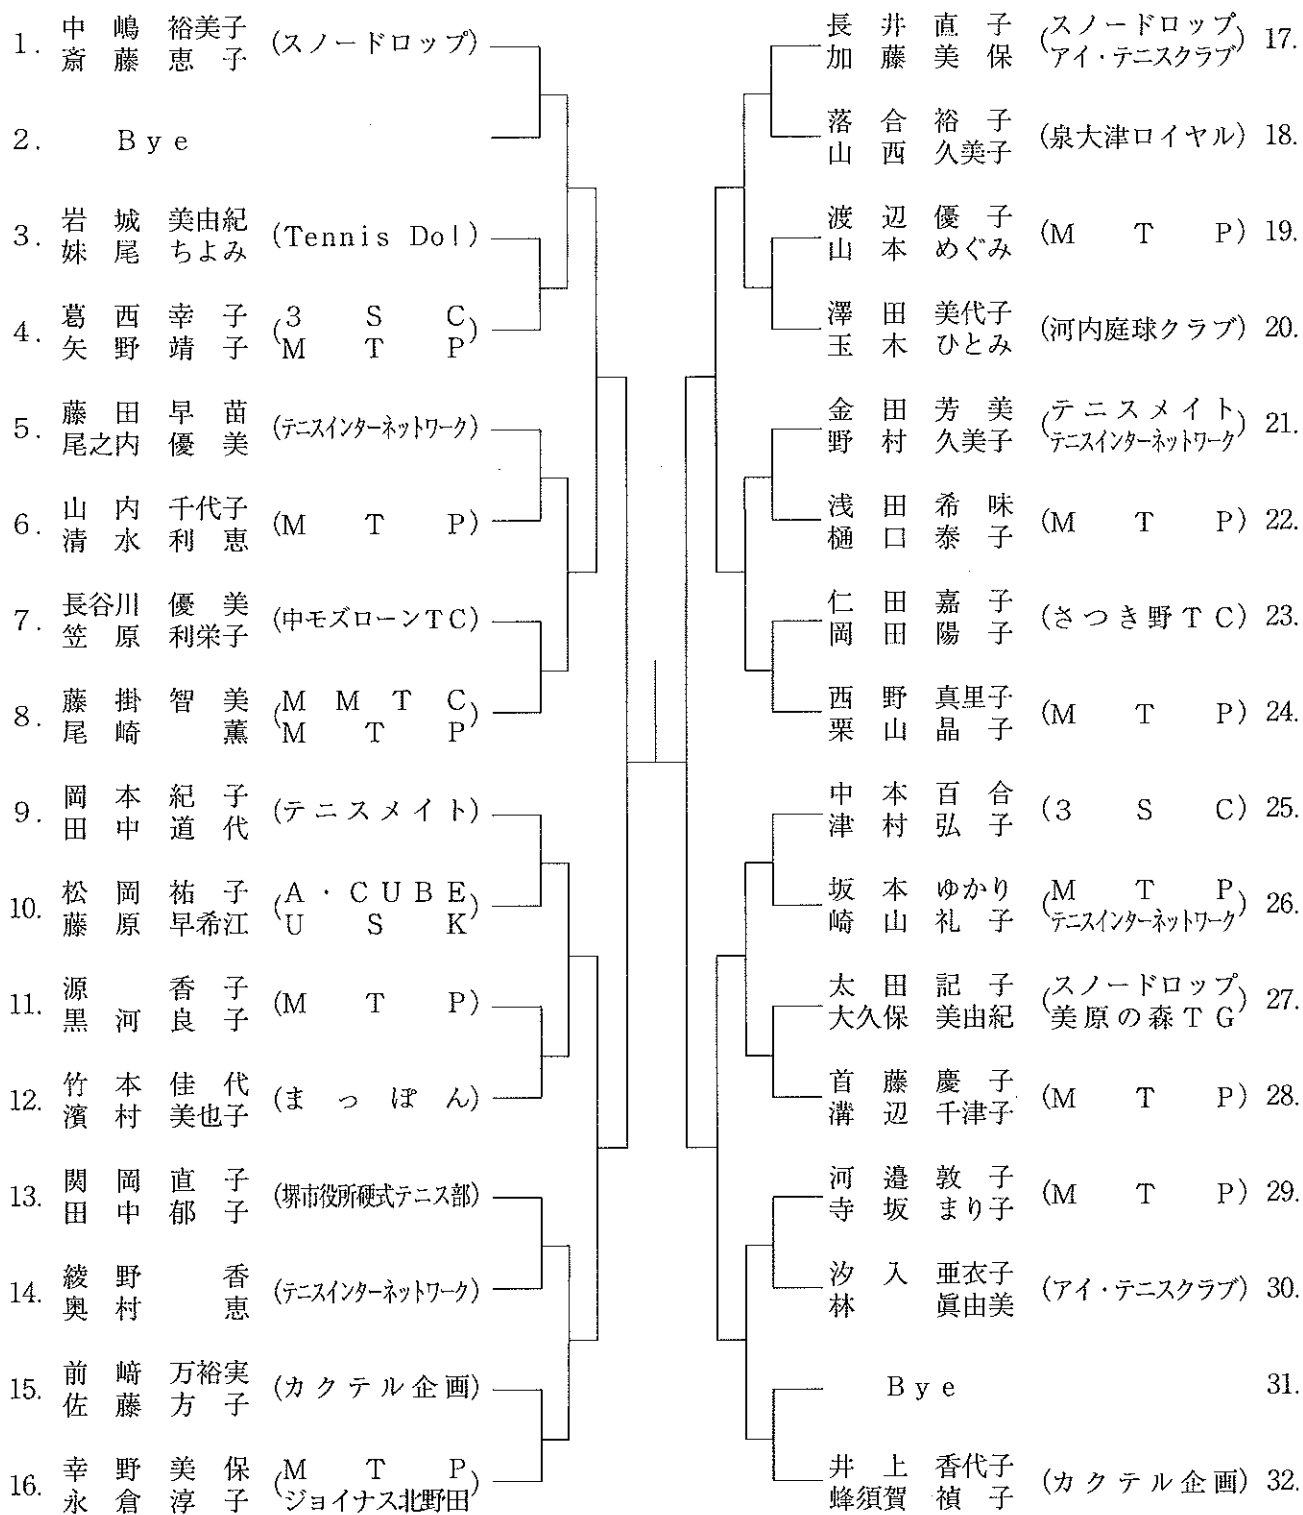 1. 中嶋 裕美子 (スノードロップ)
斎藤 恵子
2. Bye
3. 岩城 美由紀 (Tennis Do!)
妹尾 ちよみ
4. 葛西 幸子 (3SC
矢野 靖子 MTP)
5. 藤田 早苗 (テニスインターネットワーク)
尾之内 優美
6. 山内 千代子 (MTP)
清水 利恵
7. 長谷川 優美 (中モズローンTC)
笠原 利栄子
8. 藤掛 智美 (MMTC
尾崎 薫 MTP)
9. 岡本 紀子 (テニスメイト)
田中 道代
10. 松岡 祐子 (A・CUBE
藤原 早希江 USK)
11. 源 香子 (MTP)
黒河 良子
12. 竹本 佳代 (まっぽん)
濱村 美也子
13. 関岡 直子 (堺市役所硬式テニス部)
田中 郁子
14. 綾野 香 (テニスインターネットワーク)
奥村 恵
15. 前﨑 万裕実 (カクテル企画)
佐藤 方子
16. 幸野 美保 (MTP
永倉 淳子 ジョイナス北野田)
長井 直子 (スノードロップ 17.
加藤 美保 アイ・テニスクラブ)
落合 裕子 (泉大津ロイヤル) 18.
山西 久美子
渡辺 優子 (MTP) 19.
山本 めぐみ
澤田 美代子 (河内庭球クラブ) 20.
玉木 ひとみ
金田 芳美 (テニスメイト 21.
野村 久美子 テニスインターネットワーク)
浅田 希味 (MTP) 22.
樋口 泰子
仁田 嘉子 (さつき野TC) 23.
岡田 陽子
西野 真里子 (MTP) 24.
栗山 晶子
中本 百合 (3SC) 25.
津村 弘子
坂本 ゆかり (MTP 26.
崎山 礼子 テニスインターネットワーク)
太田 記子 (スノードロップ 27.
大久保 美由紀 美原の森TG)
首藤 慶子 (MTP) 28.
溝辺 千津子
河邉 敦子 (MTP) 29.
寺坂 まり子
汐入 亜衣子 (アイ・テニスクラブ) 30.
林 眞由美
Bye 31.
井上 香代子 (カクテル企画) 32.
蜂須賀 禎子